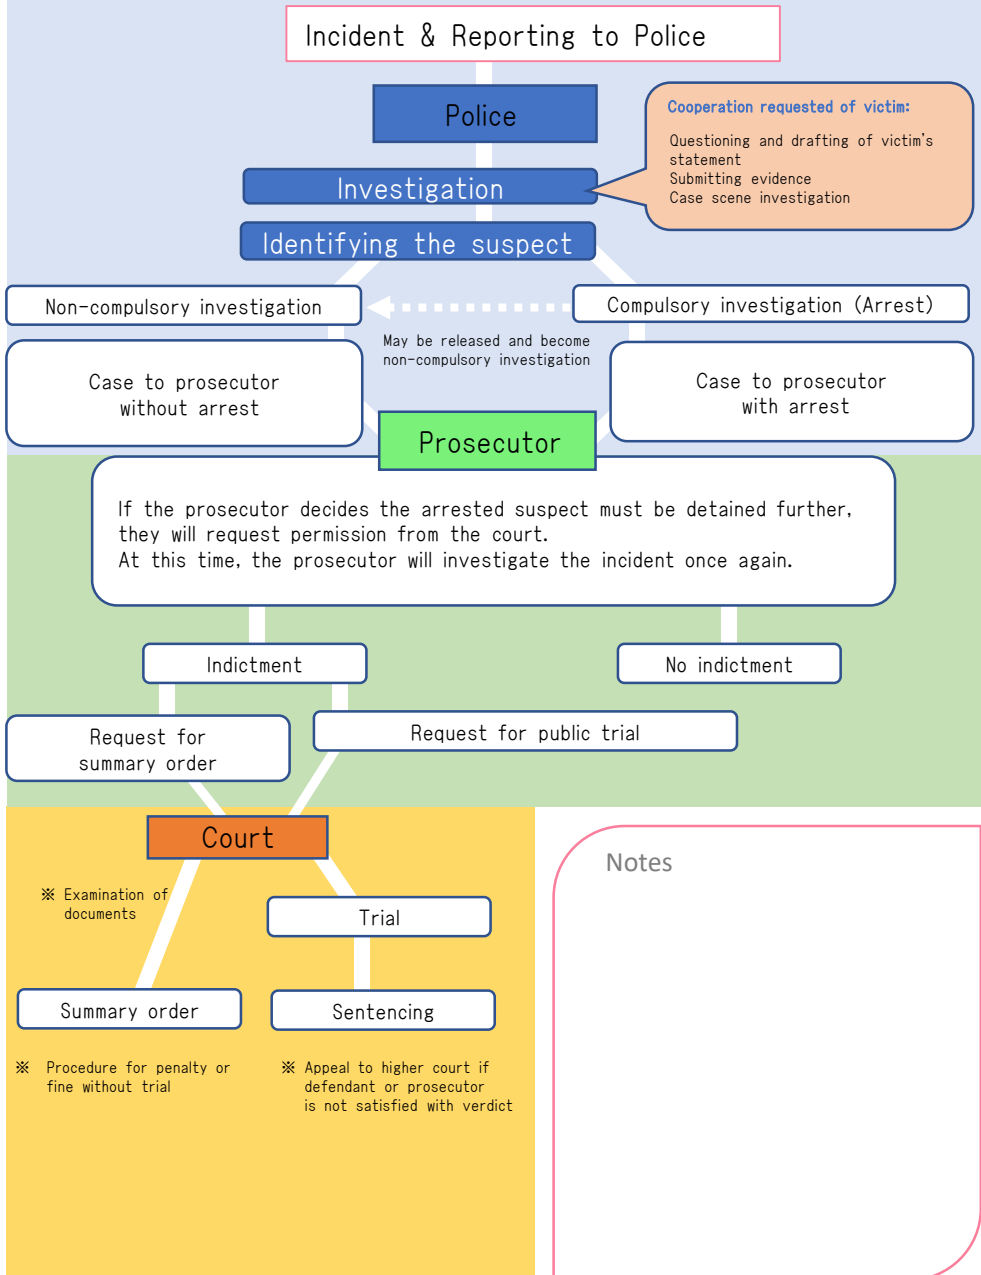 Incident & Reporting to Police
Police
Cooperation requested of victim:
Questioning and drafting of victim's
statement
Submitting evidence
Case scene investigation
Investigation
Identifying the suspect
Non-compulsory investigation
Compulsory investigation (Arrest)
May be released and become
non-compulsory investigation
Case to prosecutor
without arrest
Case to prosecutor
with arrest
Prosecutor
If the prosecutor decides the arrested suspect must be detained further,
they will request permission from the court.
At this time, the prosecutor will investigate the incident once again.
Indictment
No indictment
Request for
summary order
Request for public trial
Court
※ Examination of
documents
Trial
Summary order
Sentencing
※ Procedure for penalty or
fine without trial
※ Appeal to higher court if
defendant or prosecutor
is not satisfied with verdict
Notes